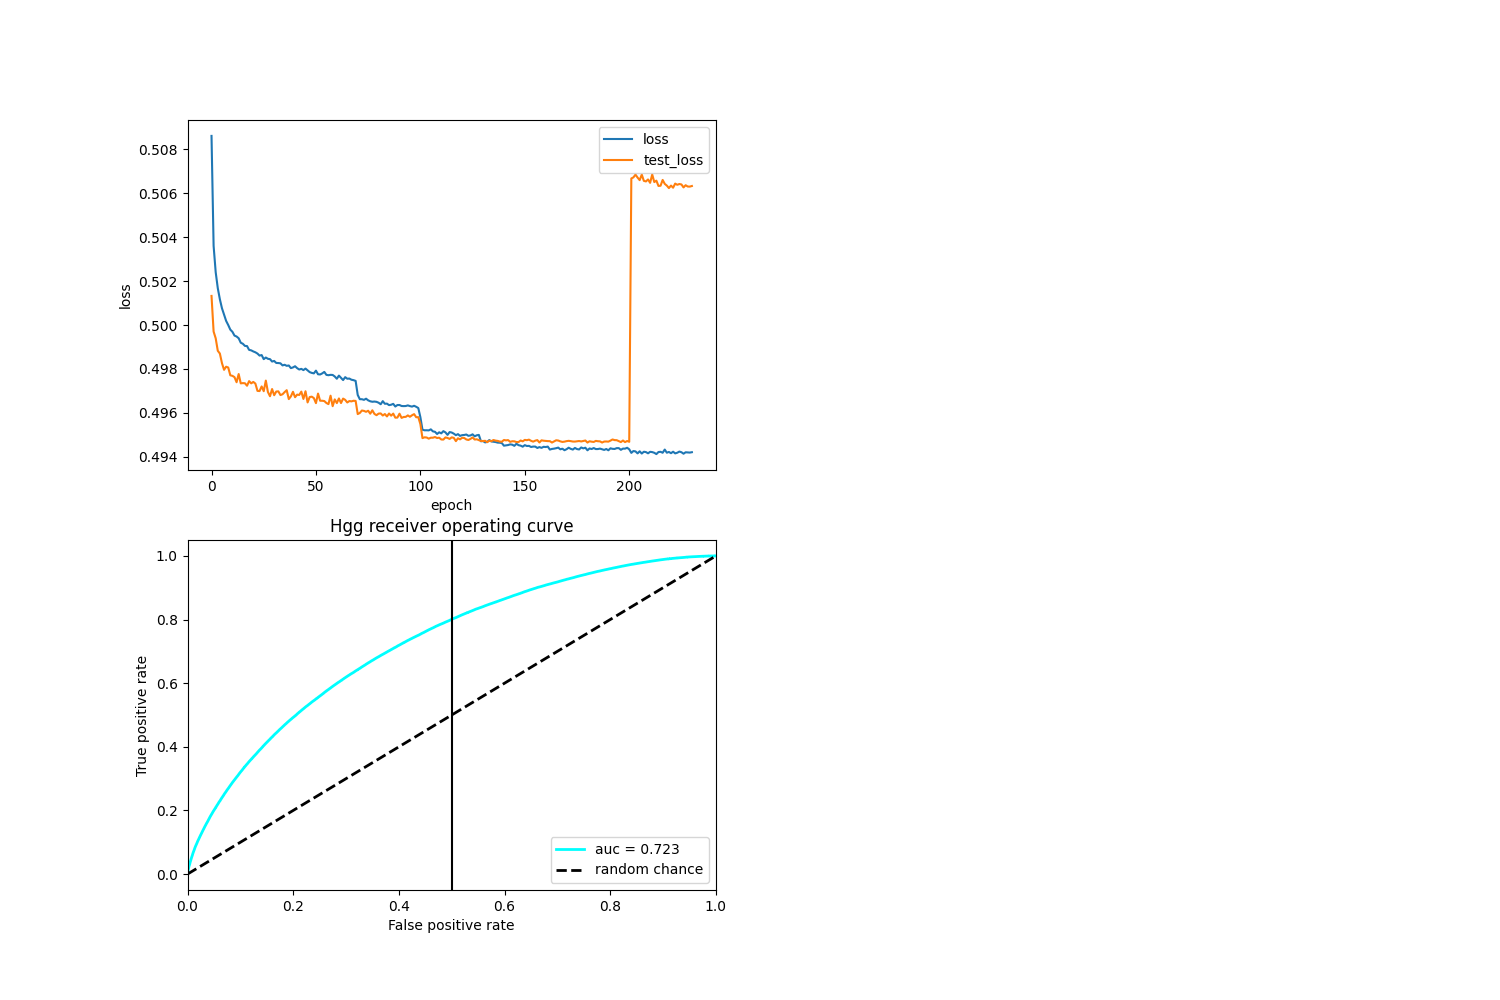 loss
test_loss
0.508
0.506
0.504
0.502
0.500
0.498
0.496
0.494
loss
0 50 100 150 200
epoch
Hgg receiver operating curve
1.0
0.8
0.6
0.4
0.2
0.0
True positive rate
auc = 0.723
random chance
0.0 0.2 0.4 0.6 0.8 1.0
False positive rate